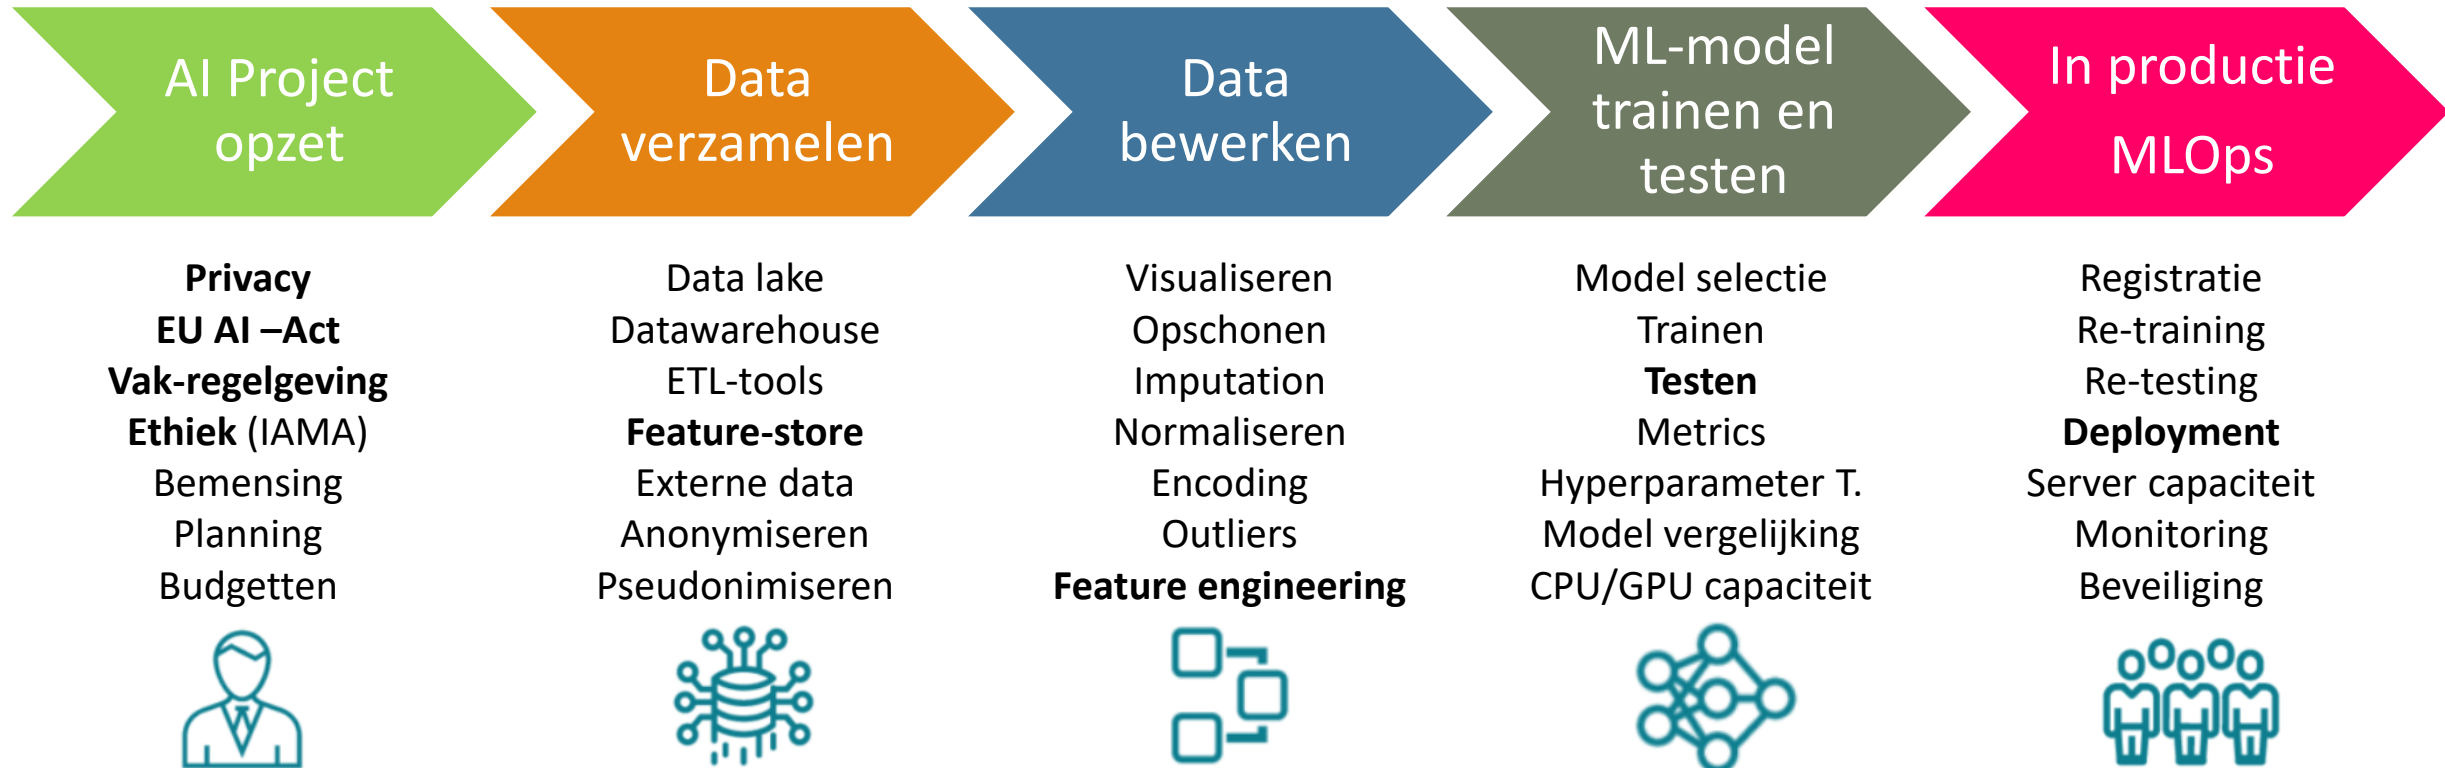 AI Project
opzet
Data
verzamelen
Data
bewerken
ML-model
trainen en
testen
In productie
MLOps
Privacy
EU AI –Act
Vak-regelgeving
Ethiek (IAMA)
Bemensing
Planning
Budgetten
Data lake
Datawarehouse
ETL-tools
Feature-store
Externe data
Anonymiseren
Pseudonimiseren
Visualiseren
Opschonen
Imputation
Normaliseren
Encoding
Outliers
Feature engineering
Model selectie
Trainen
Testen
Metrics
Hyperparameter T.
Model vergelijking
CPU/GPU capaciteit
Registratie
Re-training
Re-testing
Deployment
Server capaciteit
Monitoring
Beveiliging